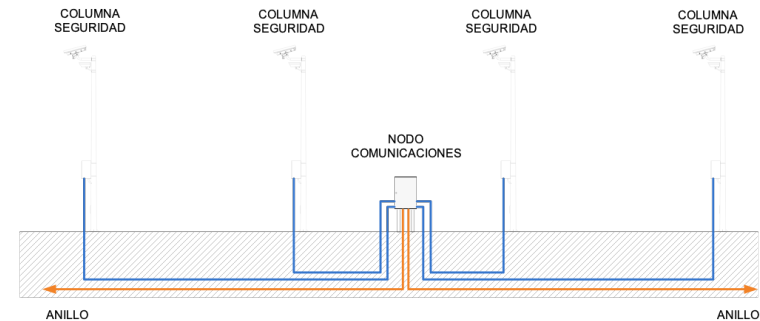 COLUMNA
SEGURIDAD
COLUMNA
SEGURIDAD
COLUMNA
SEGURIDAD
COLUMNA
SEGURIDAD
NODO
COMUNICACIONES
ANILLO
ANILLO